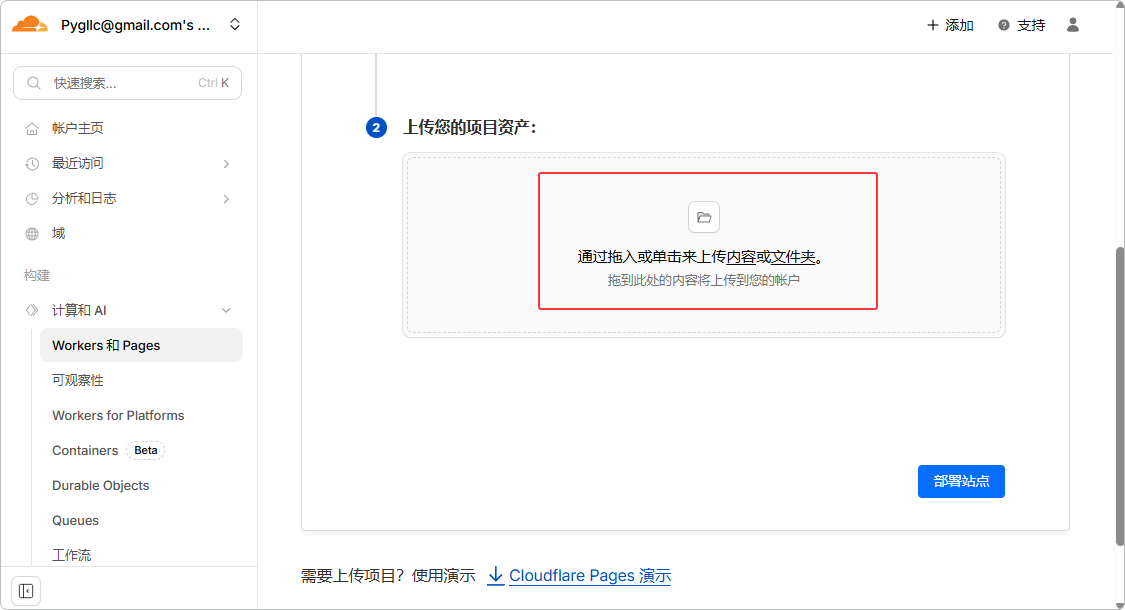 Pygllc@gmail.com's ...
添加
支持
快速搜索...
Ctrl K
帐户主页
最近访问
分析和日志
域
构建
计算和 AI
Workers 和 Pages
可观察性
Workers for Platforms
Containers Beta
Durable Objects
Queues
工作流
2 上传您的项目资产：
通过拖入或单击来上传内容或文件夹。
拖到此处的内容将上传到您的帐户
部署站点
需要上传项目？使用演示 Cloudflare Pages 演示